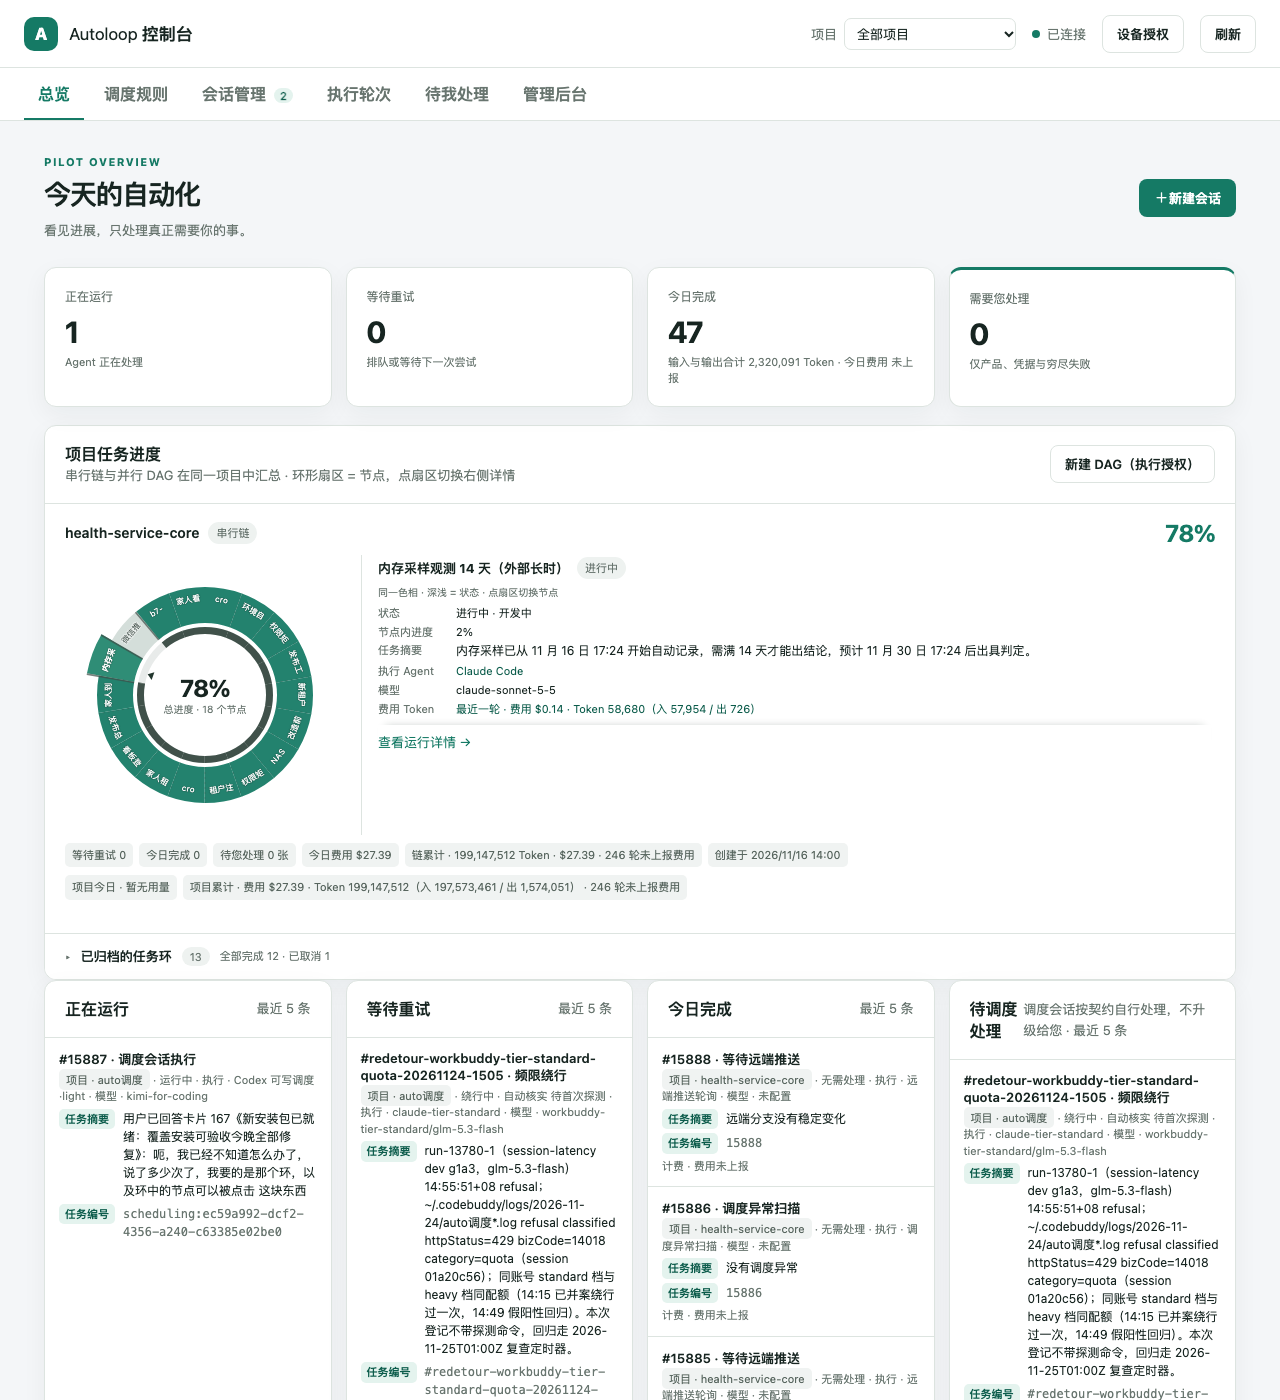 A
Autoloop 控制台
项目
全部项目
已连接
设备授权
刷新
总览
调度规则
会话管理 2
执行轮次
待我处理
管理后台
PILOT OVERVIEW
今天的自动化
看见进展，只处理真正需要你的事。
＋新建会话
正在运行
1
Agent 正在处理
等待重试
0
排队或等待下一次尝试
今日完成
47
输入与输出合计 2,320,091 Token · 今日费用 未上
报
需要您处理
0
仅产品、凭据与穷尽失败
项目任务进度
串行链与并行 DAG 在同一项目中汇总 · 环形扇区 = 节点，点扇区切换右侧详情
新建 DAG（执行授权）
health-service-core 串行链
78%
b7-
家人看
cro
环境自
权限矩
发布工
新租户
NAS
权限矩
租户注
cro
家人租
看板登
发布总
家人到
内存采
微信推
78%
总进度 · 18 个节点
内存采样观测 14 天（外部长时） 进行中
同一色相 · 深浅 = 状态 · 点扇区切换节点
状态 进行中 · 开发中
节点内进度 2%
任务摘要 内存采样已从 11 月 16 日 17:24 开始自动记录，需满 14 天才能出结论，预计 11 月 30 日 17:24 后出具判定。
执行 Agent Claude Code
模型 claude-sonnet-5-5
费用 Token 最近一轮 · 费用 $0.14 · Token 58,680（入 57,954 / 出 726）
查看运行详情 →
等待重试 0
今日完成 0
待您处理 0 张
今日费用 $27.39
链累计 · 199,147,512 Token · $27.39 · 246 轮未上报费用
创建于 2026/11/16 14:00
项目今日 · 暂无用量
项目累计 · 费用 $27.39 · Token 199,147,512（入 197,573,461 / 出 1,574,051） · 246 轮未上报费用
▸ 已归档的任务环 13 全部完成 12 · 已取消 1
正在运行 最近 5 条
#15887 · 调度会话执行
项目 · auto调度 · 运行中 · 执行 · Codex 可写调度
·light · 模型 · kimi-for-coding
任务摘要 用户已回答卡片 167《新安装包已就
绪：覆盖安装可验收今晚全部修
复》：呃，我已经不知道怎么办了，
说了多少次了，我要的是那个环，以
及环中的节点可以被点击 这块东西
任务编号 scheduling:ec59a992-dcf2-
4356-a240-c63385e02be0
等待重试 最近 5 条
#redetour-workbuddy-tier-standard-
quota-20261124-1505 · 频限绕行
项目 · auto调度 · 绕行中 · 自动核实 待首次探测 ·
执行 · claude-tier-standard · 模型 · workbuddy-
tier-standard/glm-5.3-flash
任务摘要 run-13780-1（session-latency
dev g1a3，glm-5.3-flash）
14:55:51+08 refusal；
~/.codebuddy/logs/2026-11-
24/auto调度*.log refusal classified
httpStatus=429 bizCode=14018
category=quota（session
01a20c56）；同账号 standard 档与
heavy 档同配额（14:15 已并案绕行
过一次，14:49 假阳性回归）。本次
登记不带探测命令，回归走 2026-
11-25T01:00Z 复查定时器。
任务编号 #redetour-workbuddy-tier-
standard-quota-20261124-
今日完成 最近 5 条
#15888 · 等待远端推送
项目 · health-service-core · 无需处理 · 执行 · 远
端推送轮询 · 模型 · 未配置
任务摘要 远端分支没有稳定变化
任务编号 15888
计费 · 费用未上报
#15886 · 调度异常扫描
项目 · health-service-core · 无需处理 · 执行 · 调
度异常扫描 · 模型 · 未配置
任务摘要 没有调度异常
任务编号 15886
计费 · 费用未上报
#15885 · 等待远端推送
项目 · health-service-core · 无需处理 · 执行 · 远
端推送轮询 · 模型 · 未配置
待调度
处理
调度会话按契约自行处理，不升
级给您 · 最近 5 条
#redetour-workbuddy-tier-standard-
quota-20261124-1505 · 频限绕行
项目 · auto调度 · 绕行中 · 自动核实 待首次探测 ·
执行 · claude-tier-standard · 模型 · workbuddy-
tier-standard/glm-5.3-flash
任务摘要 run-13780-1（session-latency
dev g1a3，glm-5.3-flash）
14:55:51+08 refusal；
~/.codebuddy/logs/2026-11-
24/auto调度*.log refusal classified
httpStatus=429 bizCode=14018
category=quota（session
01a20c56）；同账号 standard 档与
heavy 档同配额（14:15 已并案绕行
过一次，14:49 假阳性回归）。本次
登记不带探测命令，回归走 2026-
11-25T01:00Z 复查定时器。
任务编号 #redetour-workbuddy-tier-